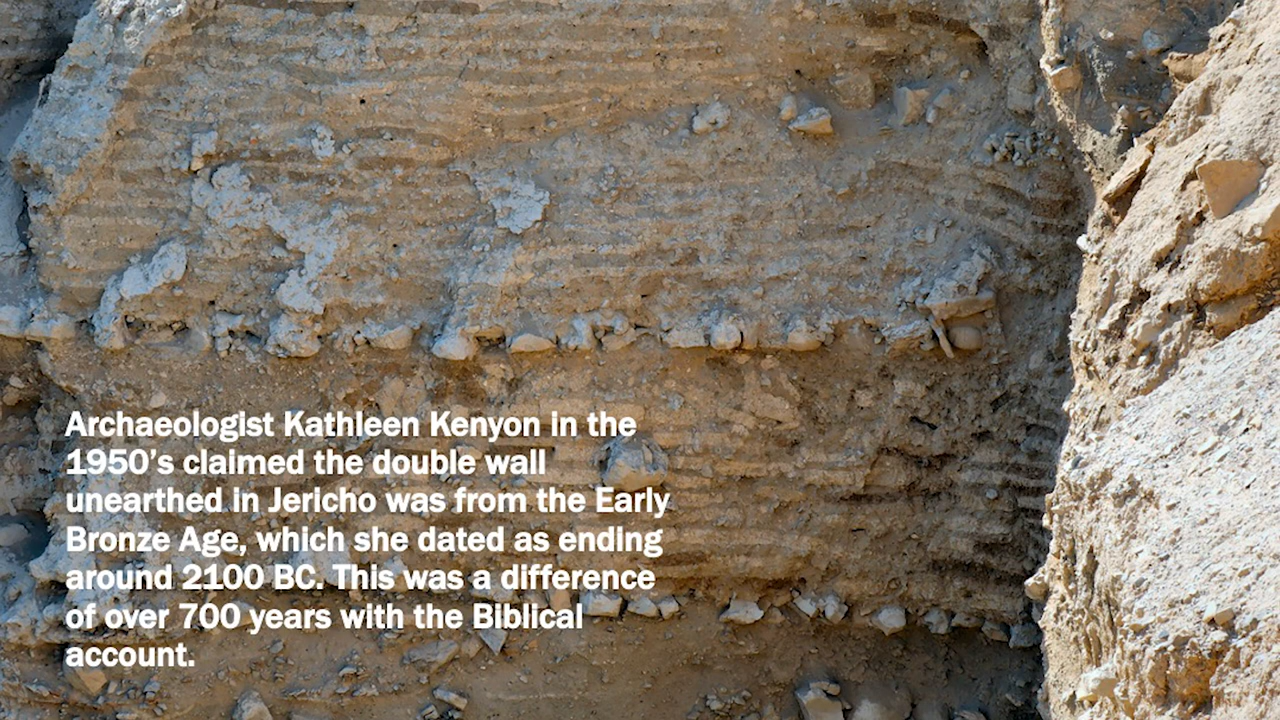 Archaeologist Kathleen Kenyon in the
1950’s claimed the double wall
unearthed in Jericho was from the Early
Bronze Age, which she dated as ending
around 2100 BC. This was a difference
of over 700 years with the Biblical
account.